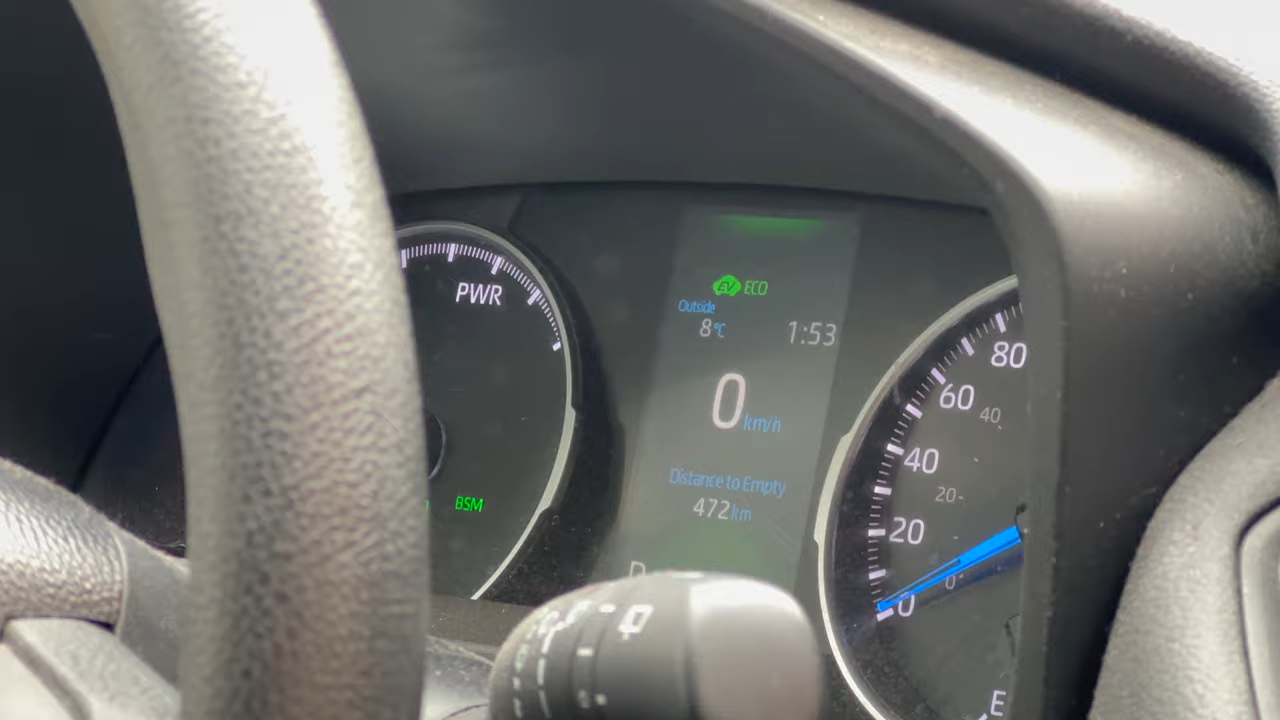 PWR
BSM
EV ECO
Outside
8°C 1:53
0 km/h
Distance to Empty
472 km
80
60
40
40
20
20
0
0
E